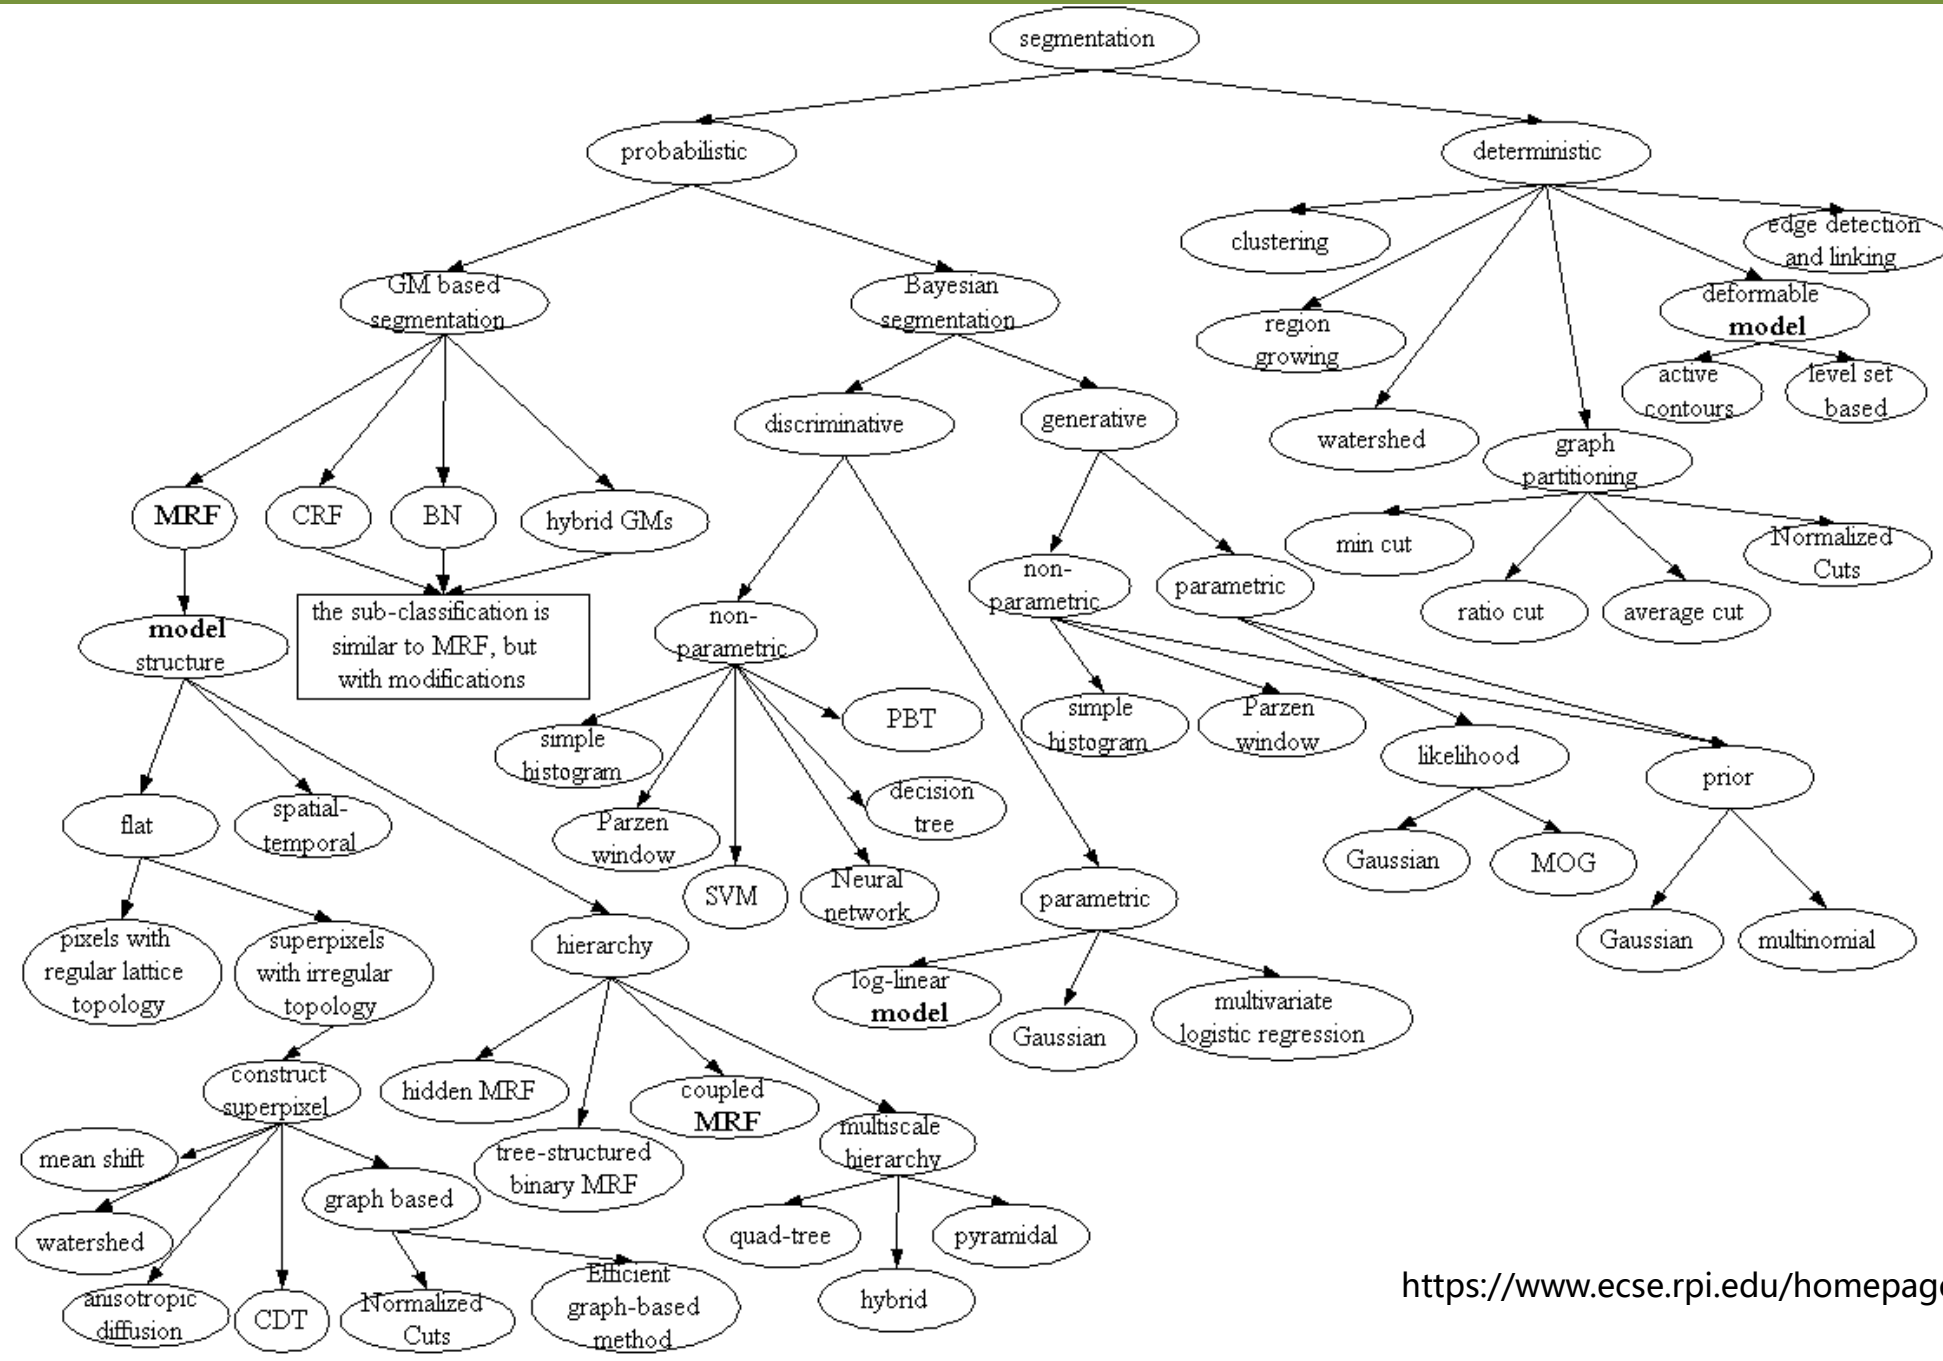 segmentation
probabilistic
deterministic
clustering
edge detection
and linking
GM based
segmentation
Bayesian
segmentation
region
growing
deformable
model
active
contours
level set
based
discriminative
generative
watershed
graph
partitioning
MRF
CRF
BN
hybrid GMs
min cut
Normalized
Cuts
non-
parametric
parametric
ratio cut
average cut
model
structure
the sub-classification is
similar to MRF, but
with modifications
non-
parametric
simple
histogram
PBT
simple
histogram
Parzen
window
likelihood
prior
flat
spatial-
temporal
Parzen
window
decision
tree
Gaussian
MOG
SVM
Neural
network
parametric
pixels with
regular lattice
topology
superpixels
with irregular
topology
hierarchy
Gaussian
multinomial
log-linear
model
Gaussian
multivariate
logistic regression
construct
superpixel
hidden MRF
coupled
MRF
multiscale
hierarchy
mean shift
tree-structured
binary MRF
graph based
watershed
quad-tree
pyramidal
hybrid
anisotropic
diffusion
CDT
Normalized
Cuts
Efficient
graph-based
method
https://www.ecse.rpi.edu/homepage